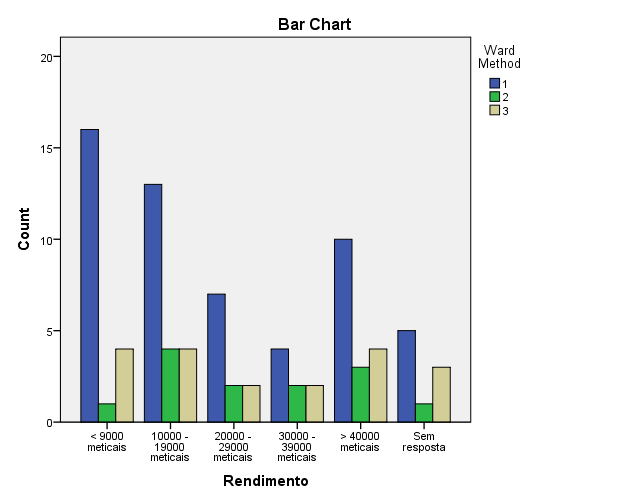 Bar Chart
Ward
Method
1
2
3
20
15
10
5
0
Count
< 9000
meticais
10000 -
19000
meticais
20000 -
29000
meticais
30000 -
39000
meticais
> 40000
meticais
Sem
resposta
Rendimento